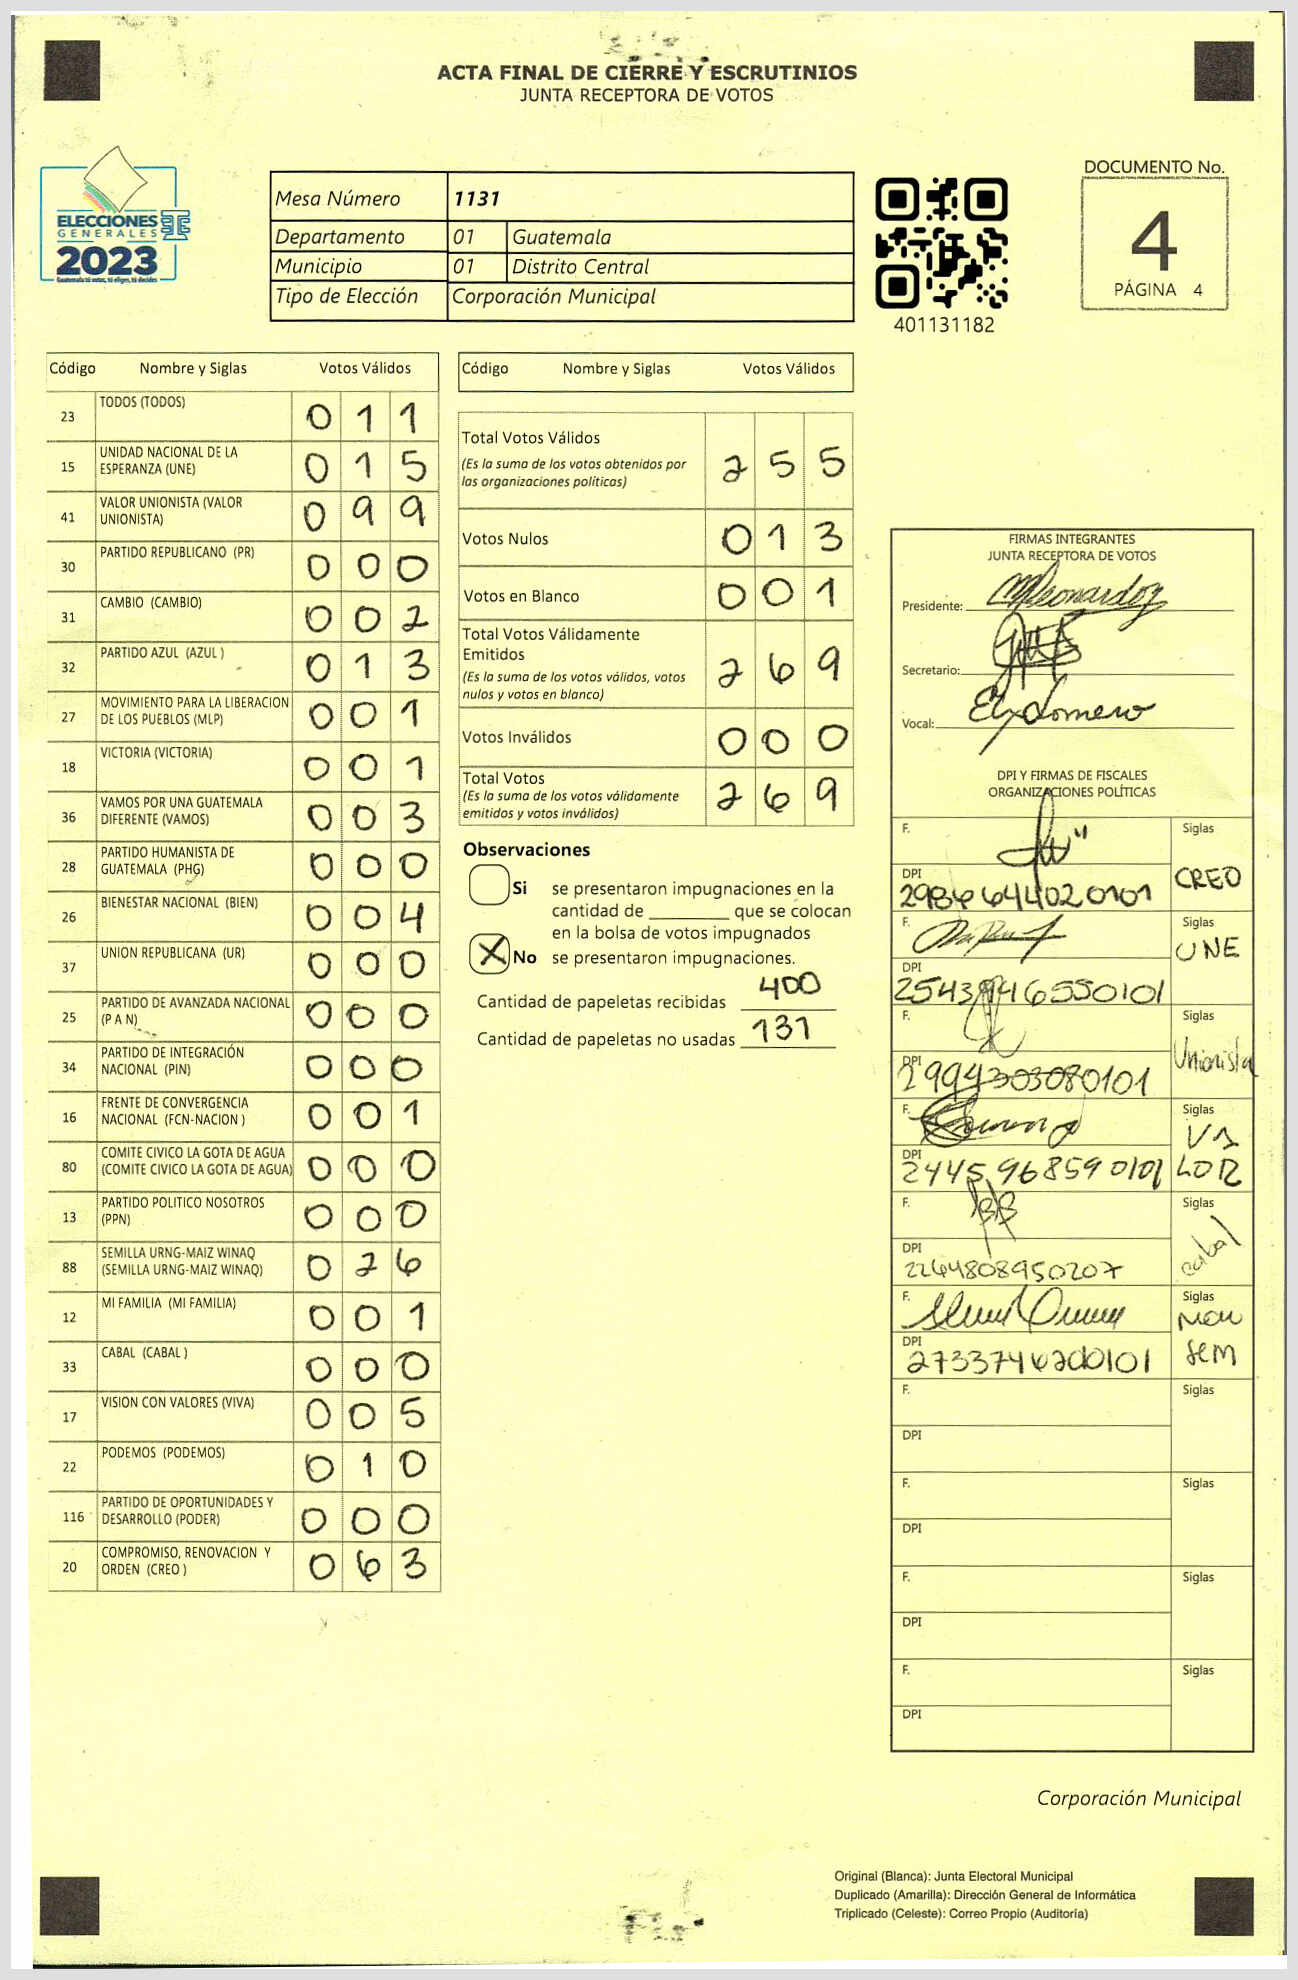 ACTA FINAL DE CIERRE Y ESCRUTINIOS
JUNTA RECEPTORA DE VOTOS
ELECCIONES
GENERALES
2023
Guatemala tú votas, tú eliges, tú decides
Mesa Número 1131
Departamento 01 Guatemala
Municipio 01 Distrito Central
Tipo de Elección Corporación Municipal
401131182
DOCUMENTO No.
4
PÁGINA 4
Código Nombre y Siglas Votos Válidos
23 TODOS (TODOS) 0 1 1
15 UNIDAD NACIONAL DE LA
ESPERANZA (UNE) 0 1 5
41 VALOR UNIONISTA (VALOR
UNIONISTA) 0 9 9
30 PARTIDO REPUBLICANO (PR) 0 0 0
31 CAMBIO (CAMBIO) 0 0 2
32 PARTIDO AZUL (AZUL ) 0 1 3
27 MOVIMIENTO PARA LA LIBERACION
DE LOS PUEBLOS (MLP) 0 0 1
18 VICTORIA (VICTORIA) 0 0 1
36 VAMOS POR UNA GUATEMALA
DIFERENTE (VAMOS) 0 0 3
28 PARTIDO HUMANISTA DE
GUATEMALA (PHG) 0 0 0
26 BIENESTAR NACIONAL (BIEN) 0 0 4
37 UNION REPUBLICANA (UR) 0 0 0
25 PARTIDO DE AVANZADA NACIONAL
(P A N) 0 0 0
34 PARTIDO DE INTEGRACIÓN
NACIONAL (PIN) 0 0 0
16 FRENTE DE CONVERGENCIA
NACIONAL (FCN-NACION ) 0 0 1
80 COMITE CIVICO LA GOTA DE AGUA
(COMITE CIVICO LA GOTA DE AGUA) 0 0 0
13 PARTIDO POLITICO NOSOTROS
(PPN) 0 0 0
88 SEMILLA URNG-MAIZ WINAQ
(SEMILLA URNG-MAIZ WINAQ) 0 2 6
12 MI FAMILIA (MI FAMILIA) 0 0 1
33 CABAL (CABAL ) 0 0 0
17 VISION CON VALORES (VIVA) 0 0 5
22 PODEMOS (PODEMOS) 0 1 0
116 PARTIDO DE OPORTUNIDADES Y
DESARROLLO (PODER) 0 0 0
20 COMPROMISO, RENOVACION Y
ORDEN (CREO ) 0 6 3
Código Nombre y Siglas Votos Válidos
Total Votos Válidos
(Es la suma de los votos obtenidos por
las organizaciones políticas) 2 5 5
Votos Nulos 0 1 3
Votos en Blanco 0 0 1
Total Votos Válidamente
Emitidos
(Es la suma de los votos válidos, votos
nulos y votos en blanco) 2 6 9
Votos Inválidos 0 0 0
Total Votos
(Es la suma de los votos válidamente
emitidos y votos inválidos) 2 6 9
Observaciones
Si se presentaron impugnaciones en la
cantidad de ________ que se colocan
en la bolsa de votos impugnados
X No se presentaron impugnaciones.
Cantidad de papeletas recibidas 400
Cantidad de papeletas no usadas 131
FIRMAS INTEGRANTES
JUNTA RECEPTORA DE VOTOS
Presidente:
Secretario:
Vocal:
DPI Y FIRMAS DE FISCALES
ORGANIZACIONES POLÍTICAS
F. Siglas
CREO
DPI
F. Siglas
UNE
DPI
F. Siglas
Unionista
DPI
2994303080101
F. Siglas
VA
LOR
DPI
F. Siglas
cabal
DPI
2264808950207
F. Siglas
SEM
DPI
F. Siglas
DPI
F. Siglas
DPI
F. Siglas
DPI
F. Siglas
DPI
Corporación Municipal
Original (Blanca): Junta Electoral Municipal
Duplicado (Amarilla): Dirección General de Informática
Triplicado (Celeste): Correo Propio (Auditoría)